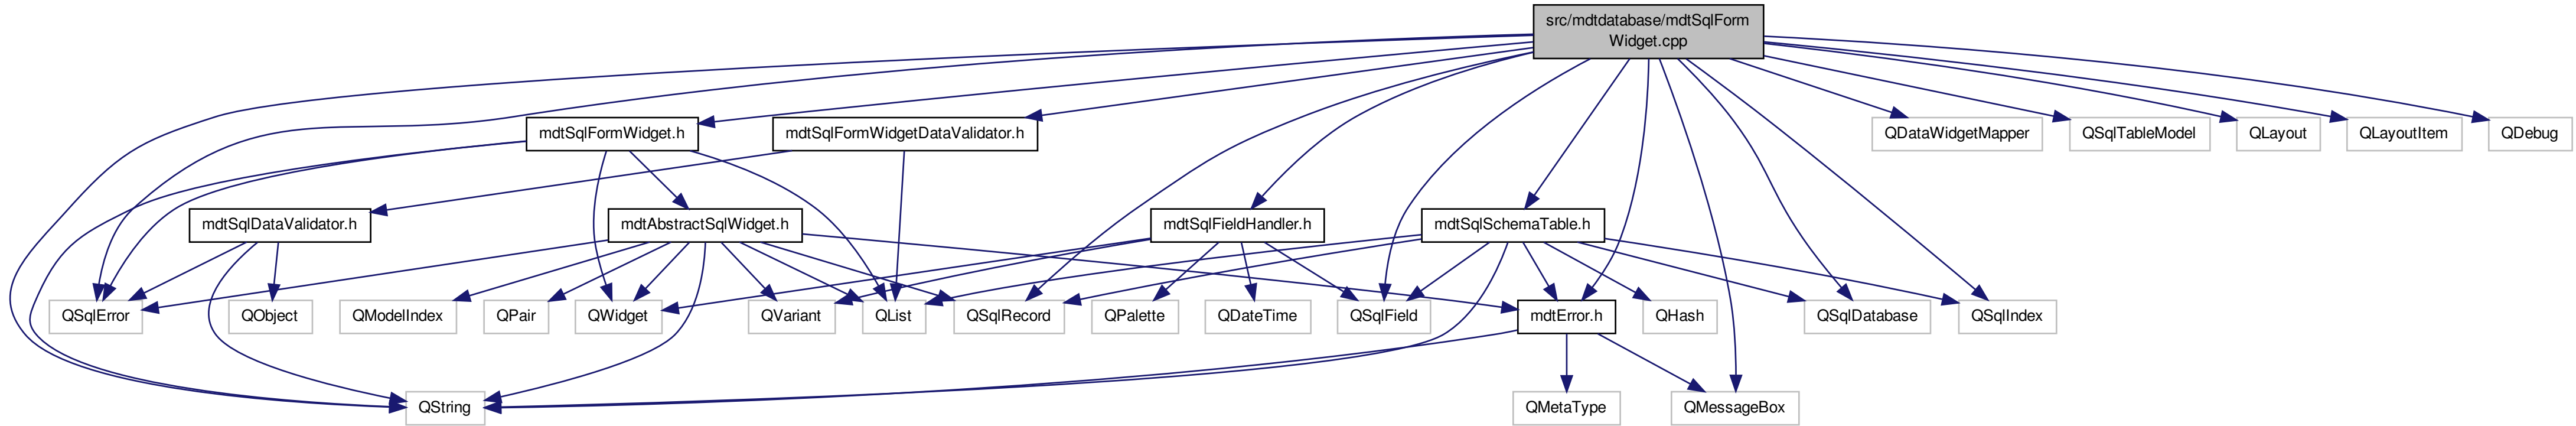 src/mdtdatabase/mdtSqlForm
Widget.cpp
mdtSqlFormWidget.h
mdtSqlFormWidgetDataValidator.h
QDataWidgetMapper
QSqlTableModel
QLayout
QLayoutItem
QDebug
mdtSqlDataValidator.h
mdtAbstractSqlWidget.h
mdtSqlFieldHandler.h
mdtSqlSchemaTable.h
QSqlError
QObject
QModelIndex
QPair
QWidget
QVariant
QList
QSqlRecord
QPalette
QDateTime
QSqlField
mdtError.h
QHash
QSqlDatabase
QSqlIndex
QString
QMetaType
QMessageBox